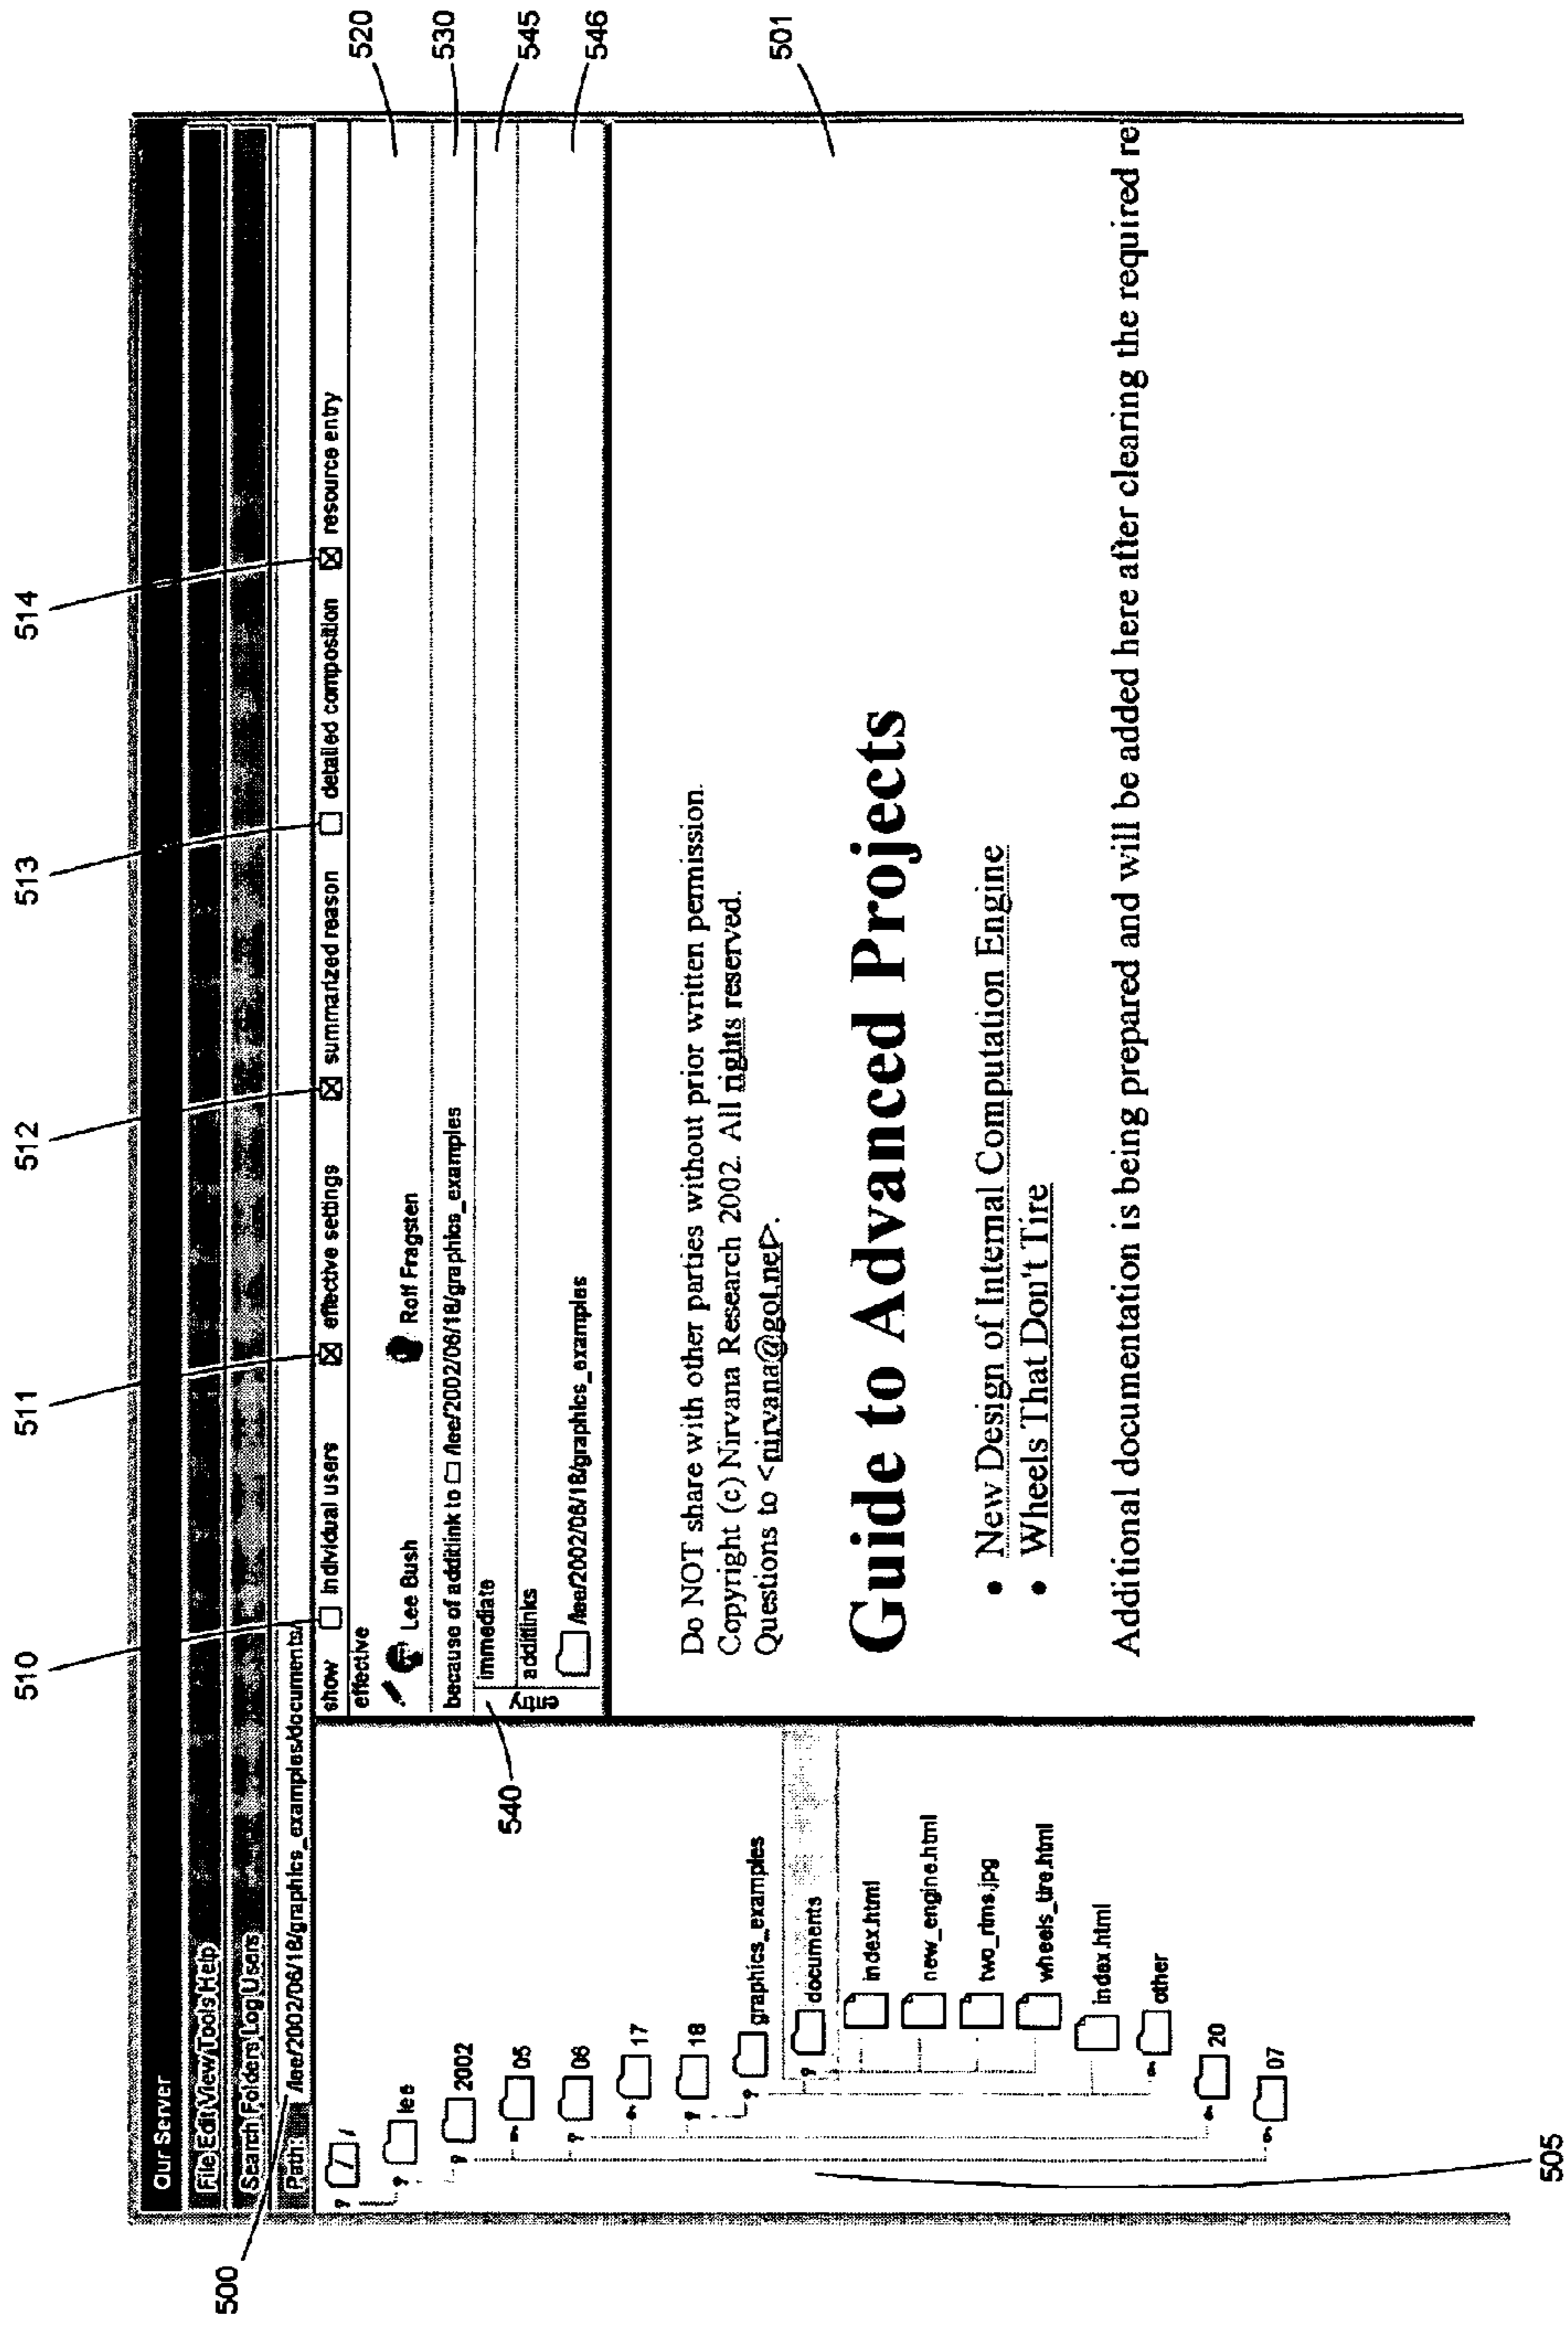 510
511
512
513
514
500
Our Server
File Edit View Tools Help
Search Folders Log Users
Path: /lee/2002/06/18/graphics_examples/documents/
show individual users effective settings summarized reason detailed composition resource entry
effective
Lee Bush Rolf Fragsten
520
because of additlink to /lee/2002/06/18/graphics_examples
530
entry
immediate
545
additlinks
/lee/2002/06/18/graphics_examples
546
540
/
lee
2002
05
06
17
18
graphics_examples
documents
index.html
new_engine.html
two_rims.jpg
wheels_tire.html
index.html
other
20
07
505
501
Do NOT share with other parties without prior written permission.
Copyright (c) Nirvana Research 2002. All rights reserved.
Questions to <nirvana@gol.net>.
Guide to Advanced Projects
• New Design of Internal Computation Engine
• Wheels That Don't Tire
Additional documentation is being prepared and will be added here after clearing the required re